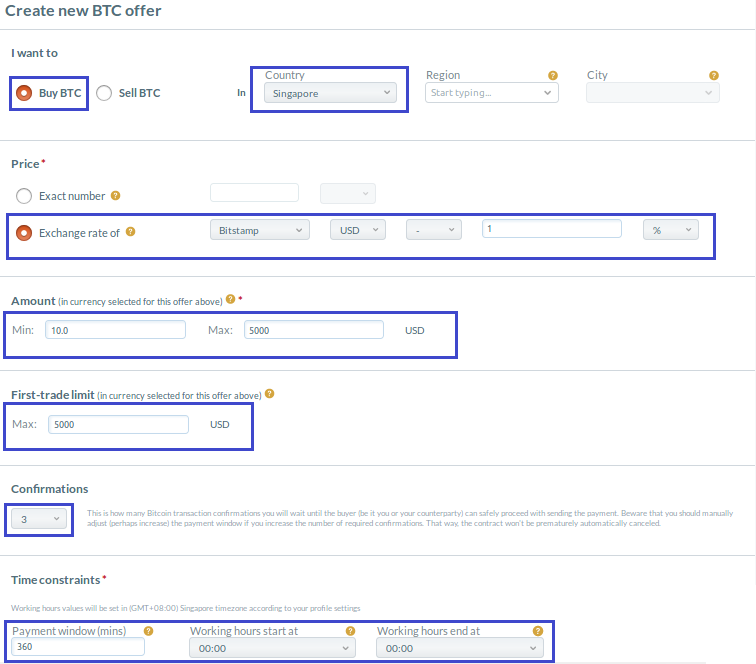 Create new BTC offer
I want to
Country Region ? City ?
Buy BTC Sell BTC In Singapore Start typing...
Price*
Exact number ?
Exchange rate of ? Bitstamp USD - 1 %
Amount (in currency selected for this offer above) ? *
Min: 10.0 Max: 5000 USD
First-trade limit (in currency selected for this offer above) ?
Max: 5000 USD
Confirmations
3 This is how many Bitcoin transaction confirmations you will wait until the buyer (be it you or your counterparty) can safely proceed with sending the payment. Beware that you should manually
adjust (perhaps increase) the payment window if you increase the number of required confirmations. That way, the contract won't be prematurely automatically canceled.
Time constraints *
Working hours values will be set in (GMT+08:00) Singapore timezone according to your profile settings
Payment window (mins) ? Working hours start at ? Working hours end at ?
360 00:00 00:00